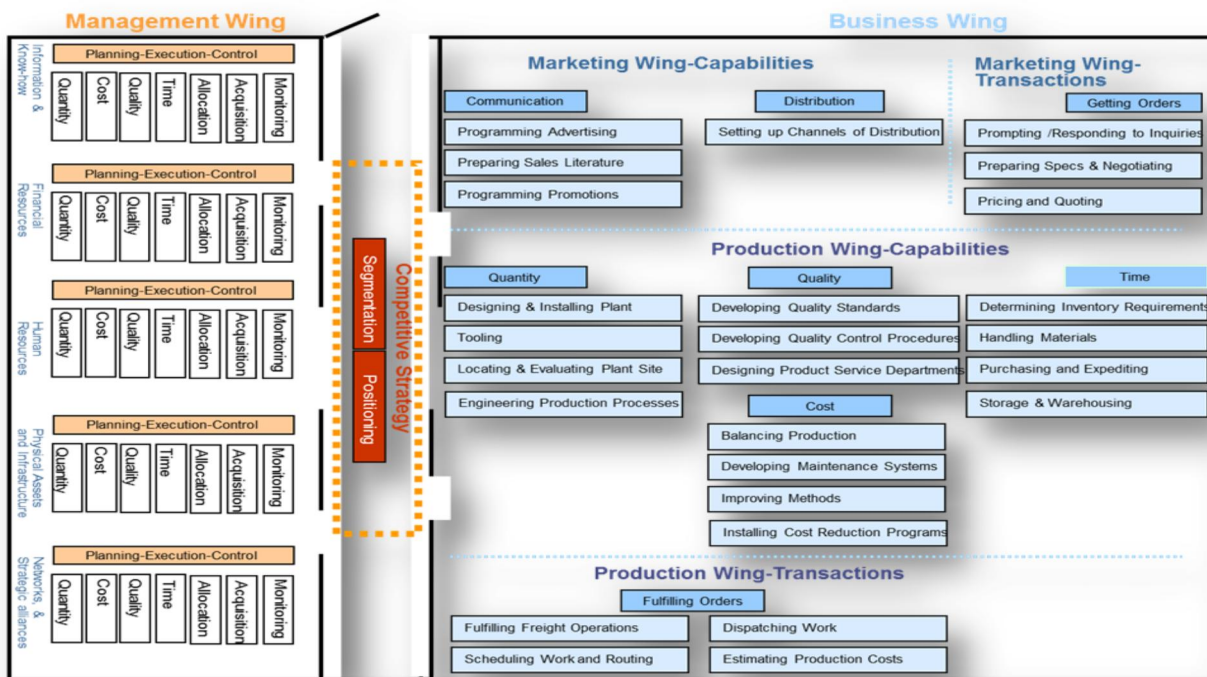 Management Wing
Business Wing
Information &
Know-how
Planning-Execution-Control
Quantity
Cost
Quality
Time
Allocation
Acquisition
Monitoring
Financial
Resources
Planning-Execution-Control
Quantity
Cost
Quality
Time
Allocation
Acquisition
Monitoring
Human
Resources
Planning-Execution-Control
Quantity
Cost
Quality
Time
Allocation
Acquisition
Monitoring
Physical Assets
and Infrastructure
Planning-Execution-Control
Quantity
Cost
Quality
Time
Allocation
Acquisition
Monitoring
Networks, &
Strategic alliances
Planning-Execution-Control
Quantity
Cost
Quality
Time
Allocation
Acquisition
Monitoring
Competitive Strategy
Segmentation
Positioning
Marketing Wing-Capabilities
Communication
Programming Advertising
Preparing Sales Literature
Programming Promotions
Distribution
Setting up Channels of Distribution
Marketing Wing-
Transactions
Getting Orders
Prompting /Responding to Inquiries
Preparing Specs & Negotiating
Pricing and Quoting
Production Wing-Capabilities
Quantity
Designing & Installing Plant
Tooling
Locating & Evaluating Plant Site
Engineering Production Processes
Quality
Developing Quality Standards
Developing Quality Control Procedures
Designing Product Service Departments
Cost
Balancing Production
Developing Maintenance Systems
Improving Methods
Installing Cost Reduction Programs
Time
Determining Inventory Requirements
Handling Materials
Purchasing and Expediting
Storage & Warehousing
Production Wing-Transactions
Fulfilling Orders
Fulfilling Freight Operations
Dispatching Work
Scheduling Work and Routing
Estimating Production Costs